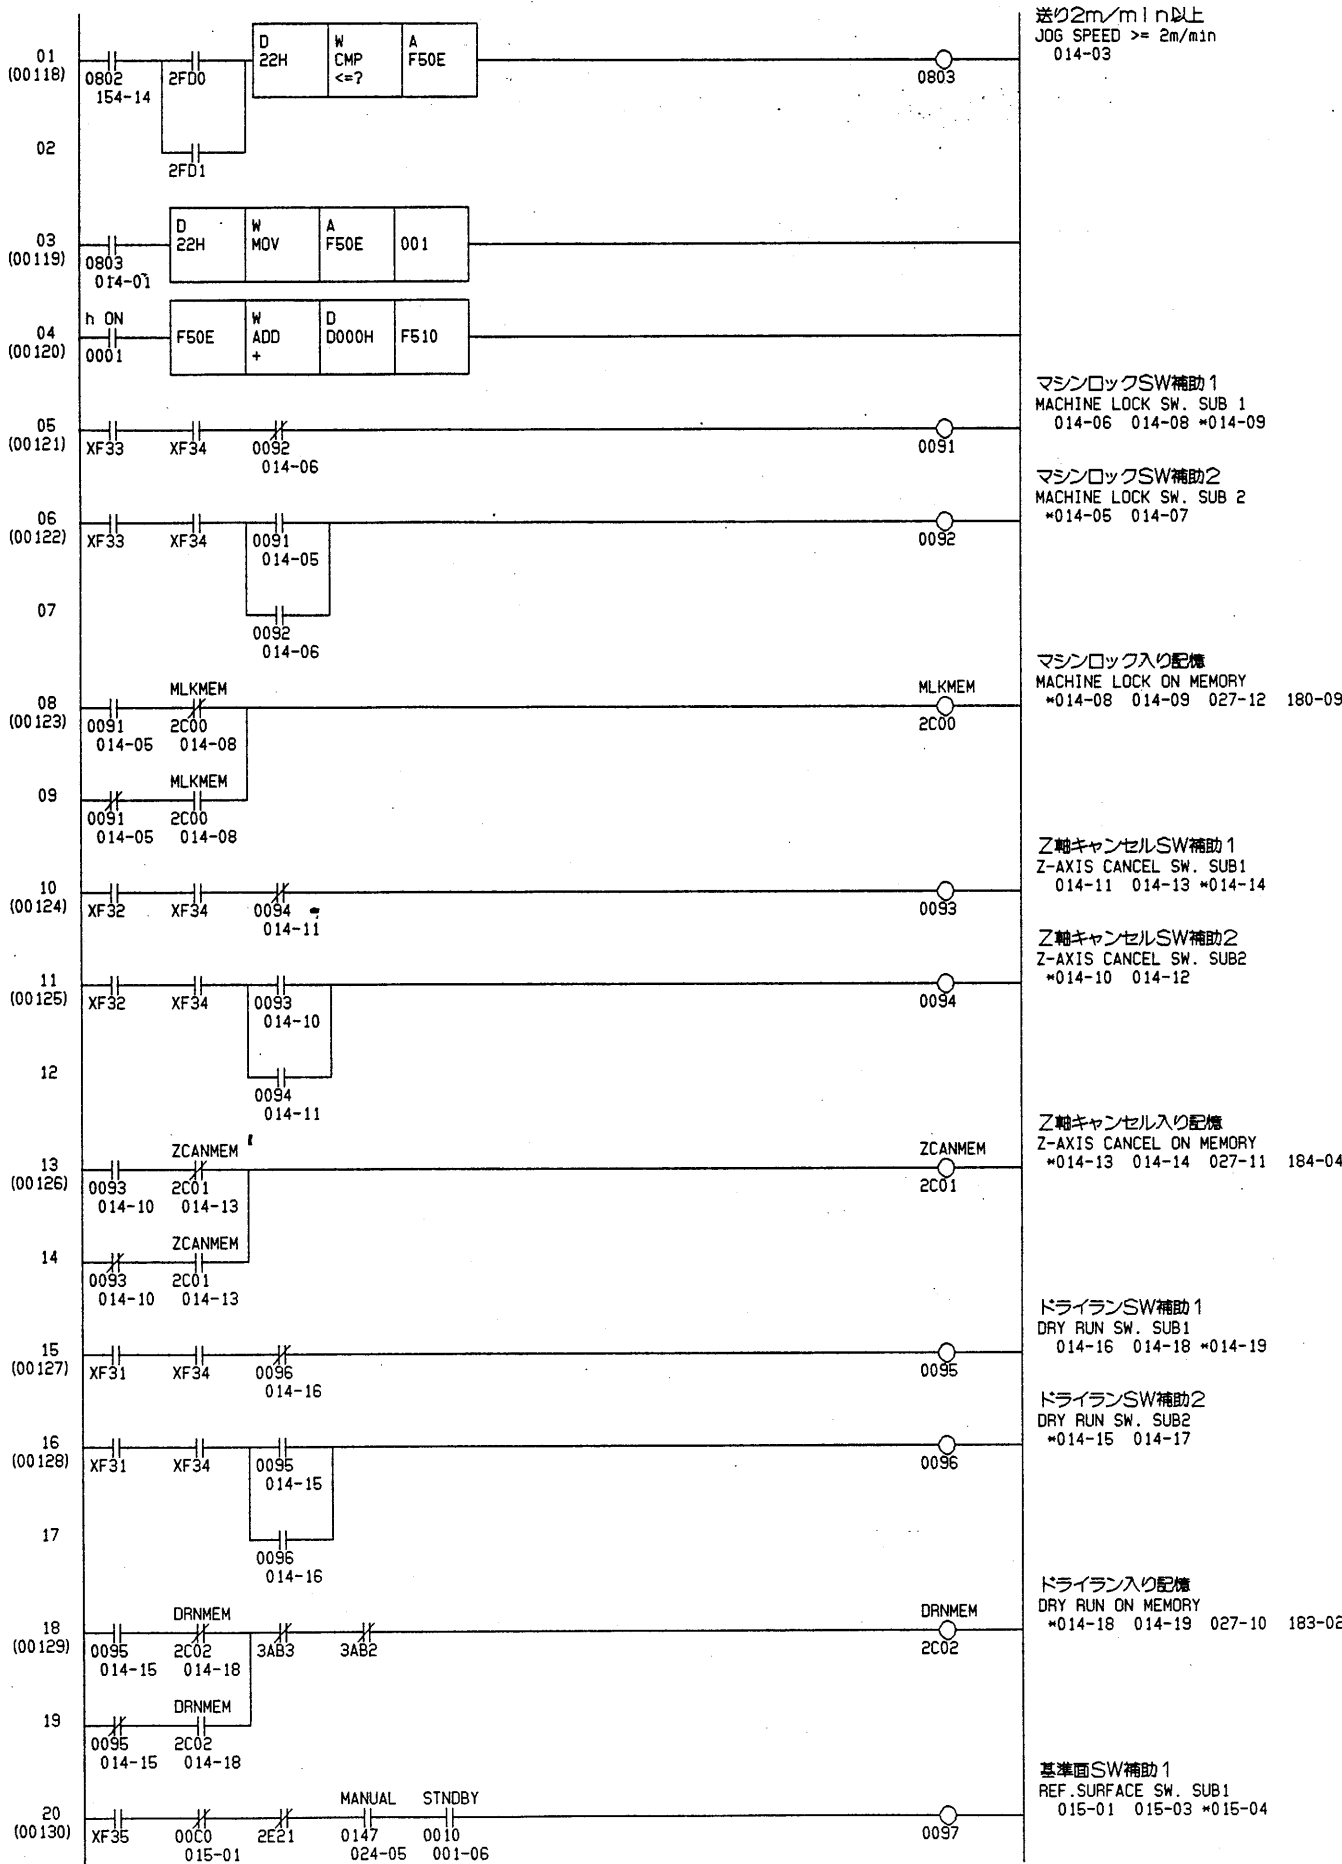 送り2m/min以上
JOG SPEED >= 2m/min
014-03
01
(00118)
0802
154-14
2FD0
D
22H
W
CMP
<=?
A
F50E
0803
02
2FD1
03
(00119)
0803
014-01
D
22H
W
MOV
A
F50E
001
04
(00120)
h ON
0001
F50E
W
ADD
+
D
D000H
F510
マシンロックSW補助1
MACHINE LOCK SW. SUB 1
014-06 014-08 *014-09
05
(00121)
XF33
XF34
0092
014-06
0091
マシンロックSW補助2
MACHINE LOCK SW. SUB 2
*014-05 014-07
06
(00122)
XF33
XF34
0091
014-05
0092
07
0092
014-06
マシンロック入り記憶
MACHINE LOCK ON MEMORY
*014-08 014-09 027-12 180-09
08
(00123)
0091
014-05
MLKMEM
2C00
014-08
MLKMEM
2C00
09
0091
014-05
MLKMEM
2C00
014-08
Z軸キャンセルSW補助1
Z-AXIS CANCEL SW. SUB1
014-11 014-13 *014-14
10
(00124)
XF32
XF34
0094
014-11
0093
Z軸キャンセルSW補助2
Z-AXIS CANCEL SW. SUB2
*014-10 014-12
11
(00125)
XF32
XF34
0093
014-10
0094
12
0094
014-11
Z軸キャンセル入り記憶
Z-AXIS CANCEL ON MEMORY
*014-13 014-14 027-11 184-04
13
(00126)
0093
014-10
ZCANMEM
2C01
014-13
ZCANMEM
2C01
14
0093
014-10
ZCANMEM
2C01
014-13
ドライランSW補助1
DRY RUN SW. SUB1
014-16 014-18 *014-19
15
(00127)
XF31
XF34
0096
014-16
0095
ドライランSW補助2
DRY RUN SW. SUB2
*014-15 014-17
16
(00128)
XF31
XF34
0095
014-15
0096
17
0096
014-16
ドライラン入り記憶
DRY RUN ON MEMORY
*014-18 014-19 027-10 183-02
18
(00129)
0095
014-15
DRNMEM
2C02
014-18
3AB3
3AB2
DRNMEM
2C02
19
0095
014-15
DRNMEM
2C02
014-18
基準面SW補助1
REF.SURFACE SW. SUB1
015-01 015-03 *015-04
20
(00130)
XF35
00C0
015-01
2E21
MANUAL
0147
024-05
STNDBY
0010
001-06
0097